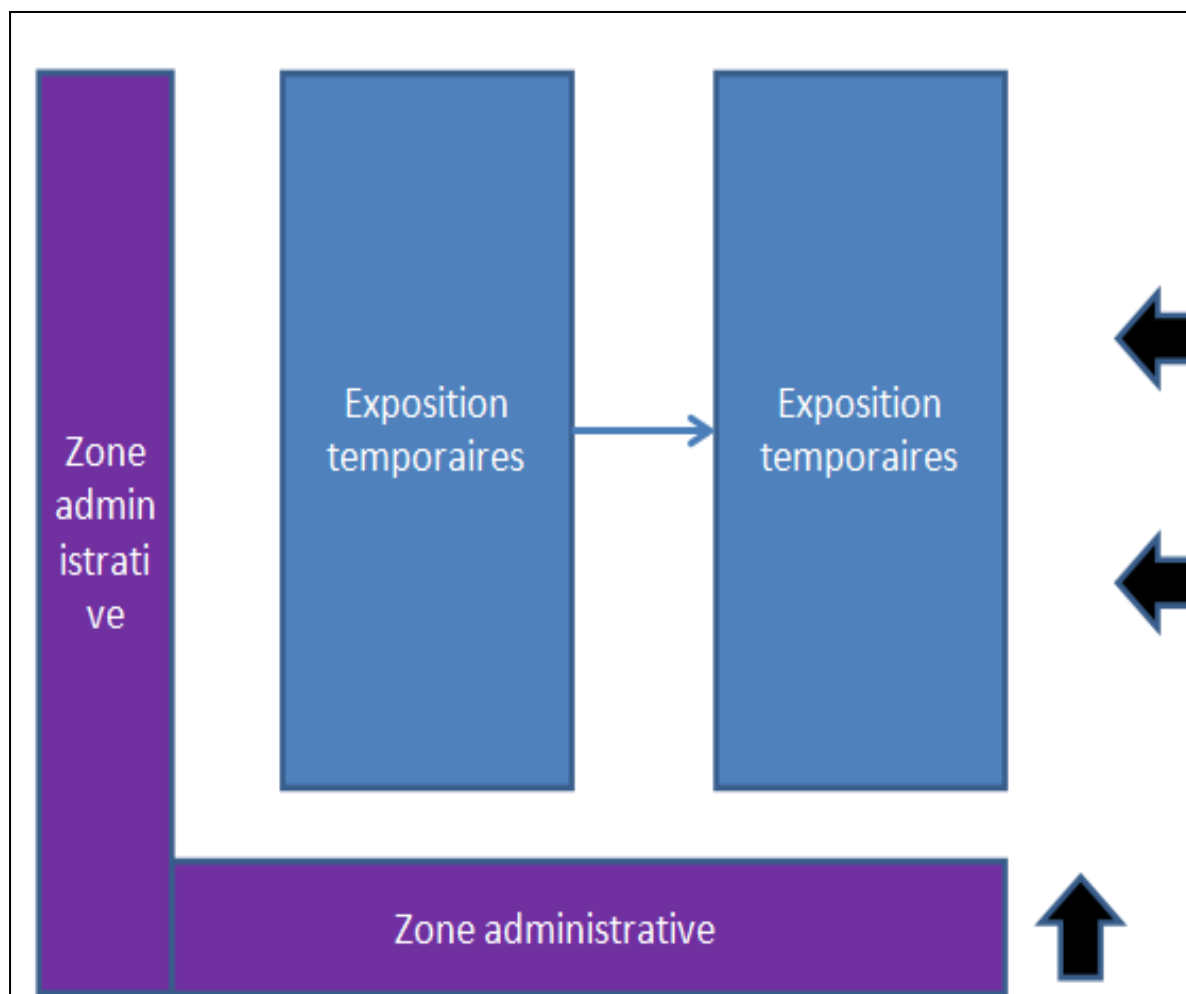 Zone
admin
istrati
ve
Exposition
temporaires
Exposition
temporaires
Zone administrative